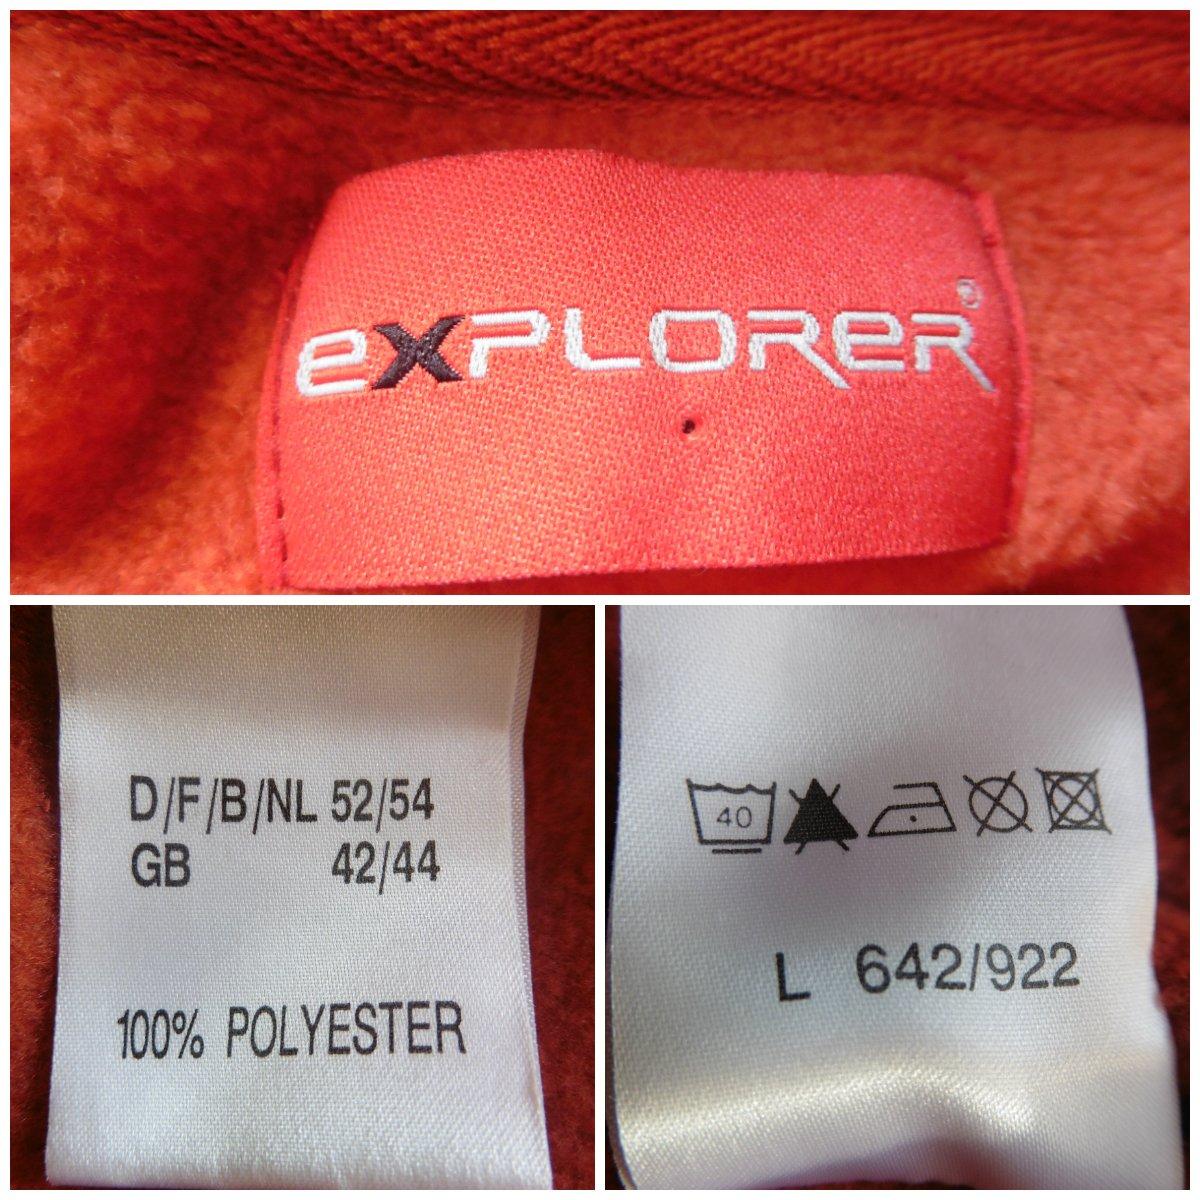 eXPLORER®
D/F/B/NL 52/54
GB 42/44
100% POLYESTER
40
L 642/922